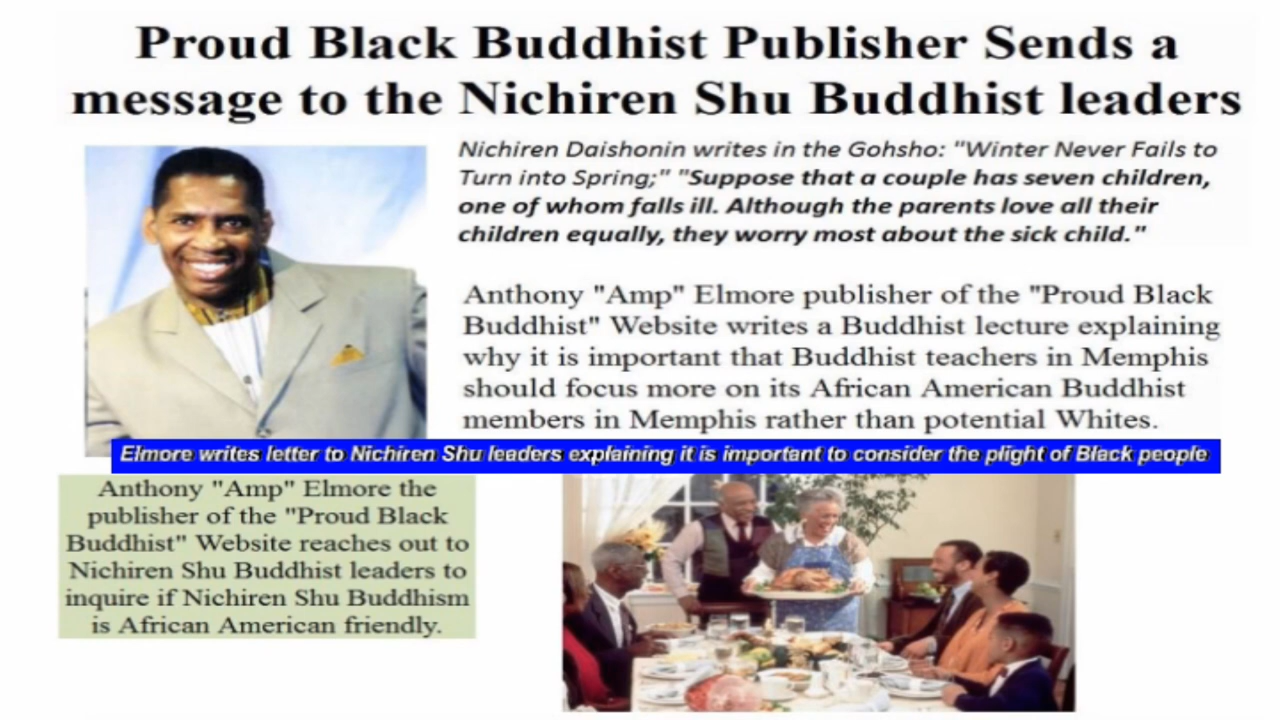 Proud Black Buddhist Publisher Sends a
message to the Nichiren Shu Buddhist leaders
Nichiren Daishonin writes in the Gohsho: "Winter Never Fails to
Turn into Spring;" "Suppose that a couple has seven children,
one of whom falls ill. Although the parents love all their
children equally, they worry most about the sick child."
Anthony "Amp" Elmore publisher of the "Proud Black
Buddhist" Website writes a Buddhist lecture explaining
why it is important that Buddhist teachers in Memphis
should focus more on its African American Buddhist
members in Memphis rather than potential Whites.
Elmore writes letter to Nichiren Shu leaders explaining it is important to consider the plight of Black people
Anthony "Amp" Elmore the
publisher of the "Proud Black
Buddhist" Website reaches out to
Nichiren Shu Buddhist leaders to
inquire if Nichiren Shu Buddhism
is African American friendly.